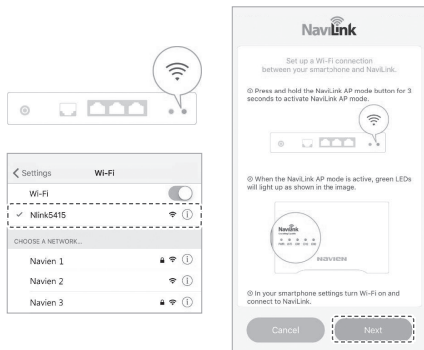 Settings
Wi-Fi
Wi-Fi
Nlink5415
CHOOSE A NETWORK...
Navien 1
Navien 2
Navien 3
NaviLink
Set up a Wi-Fi connection
between your smartphone and NaviLink.
① Press and hold the NaviLink AP mode button for 3
seconds to activate NaviLink AP mode.
② When the NaviLink AP mode is active, green LEDs
will light up as shown in the image.
NaviLink
NAVIEN
③ In your smartphone settings turn Wi-Fi on and
connect to NaviLink.
Cancel
Next